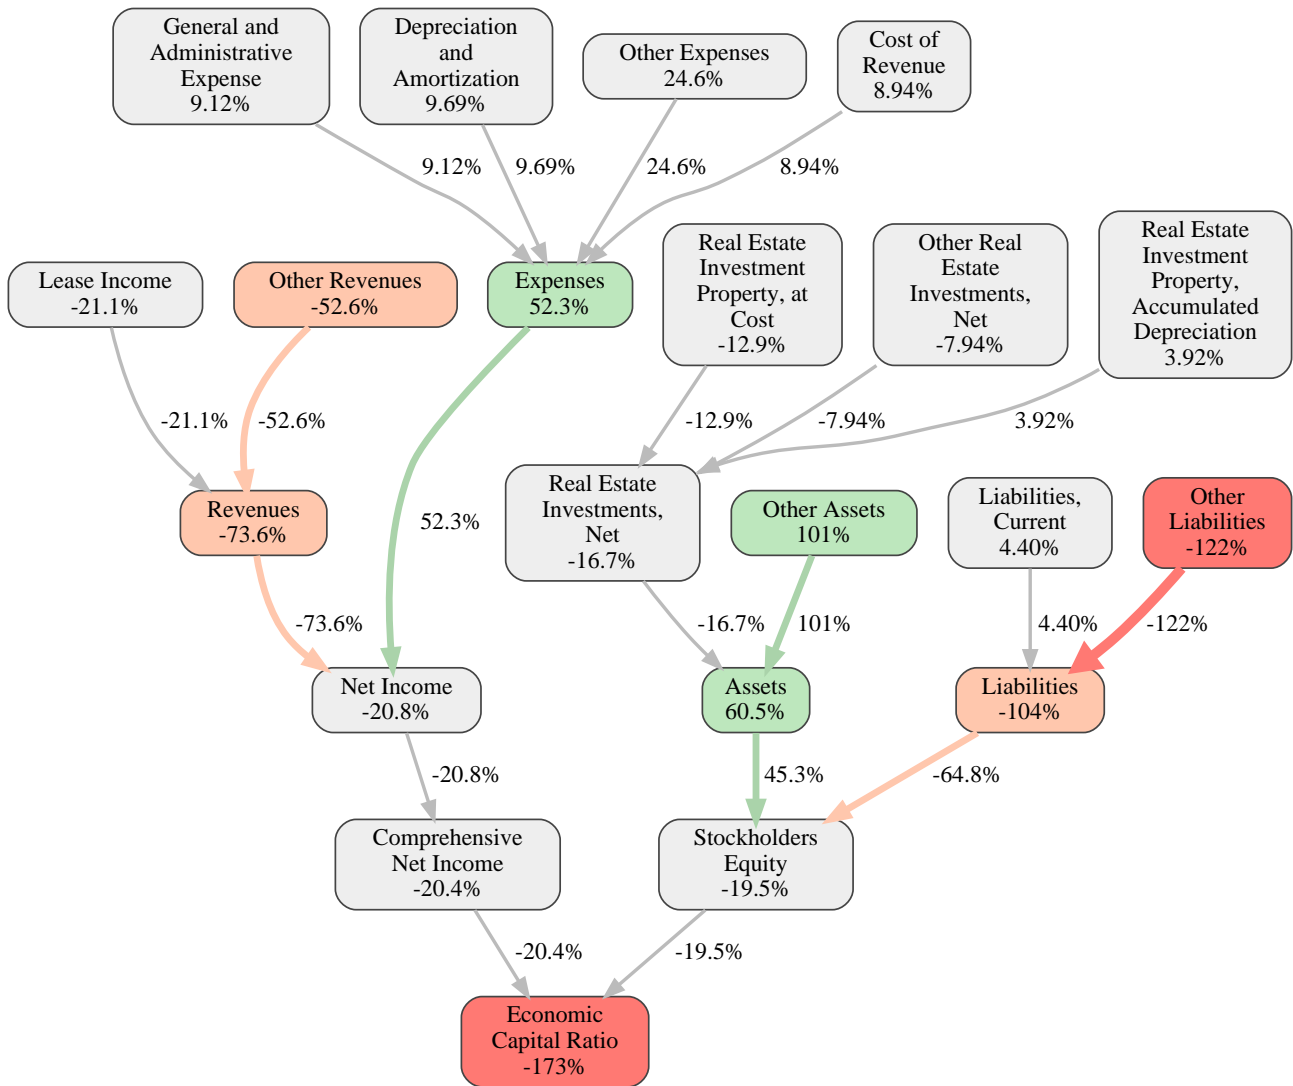 General and
Administrative
Expense
9.12%
Depreciation
and
Amortization
9.69%
Other Expenses
24.6%
Cost of
Revenue
8.94%
9.12%
9.69%
24.6%
8.94%
Lease Income
-21.1%
Other Revenues
-52.6%
Expenses
52.3%
Real Estate
Investment
Property, at
Cost
-12.9%
Other Real
Estate
Investments,
Net
-7.94%
Real Estate
Investment
Property,
Accumulated
Depreciation
3.92%
-21.1%
-52.6%
-12.9%
-7.94%
3.92%
Revenues
-73.6%
52.3%
Real Estate
Investments,
Net
-16.7%
Other Assets
101%
Liabilities,
Current
4.40%
Other
Liabilities
-122%
-73.6%
-16.7%
101%
4.40%
-122%
Net Income
-20.8%
Assets
60.5%
Liabilities
-104%
-20.8%
45.3%
-64.8%
Comprehensive
Net Income
-20.4%
Stockholders
Equity
-19.5%
-20.4%
-19.5%
Economic
Capital Ratio
-173%